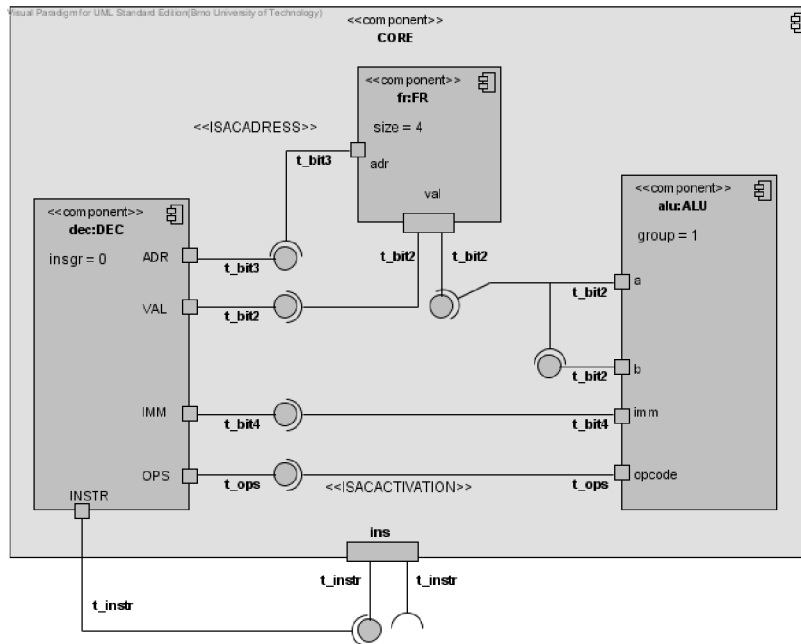 Visual Paradigm for UML Standard Edition(Brno University of Technology)
<<component>>
CORE
<<component>>
fr:FR
size = 4
adr
val
<<ISACADRESS>>
t_bit3
<<component>>
dec:DEC
insgr = 0
ADR
t_bit3
VAL
t_bit2
t_bit2
t_bit2
<<component>>
alu:ALU
group = 1
a
t_bit2
b
t_bit2
IMM
t_bit4
imm
t_bit4
OPS
t_ops
<<ISACACTIVATION>>
opcode
t_ops
INSTR
ins
t_instr
t_instr
t_instr